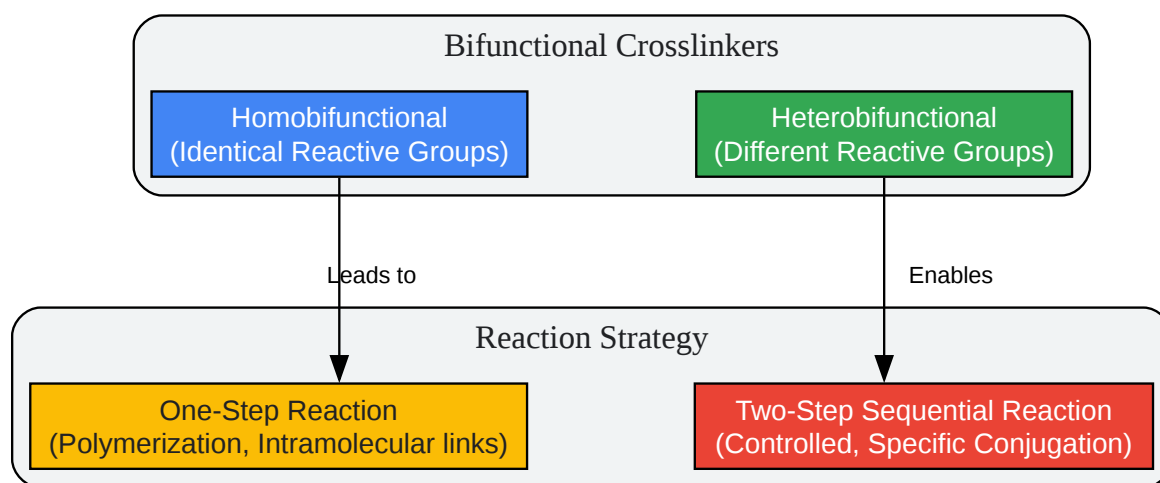 Bifunctional Crosslinkers
Homobifunctional
(Identical Reactive Groups)
Heterobifunctional
(Different Reactive Groups)
Leads to
Enables
Reaction Strategy
One-Step Reaction
(Polymerization, Intramolecular links)
Two-Step Sequential Reaction
(Controlled, Specific Conjugation)